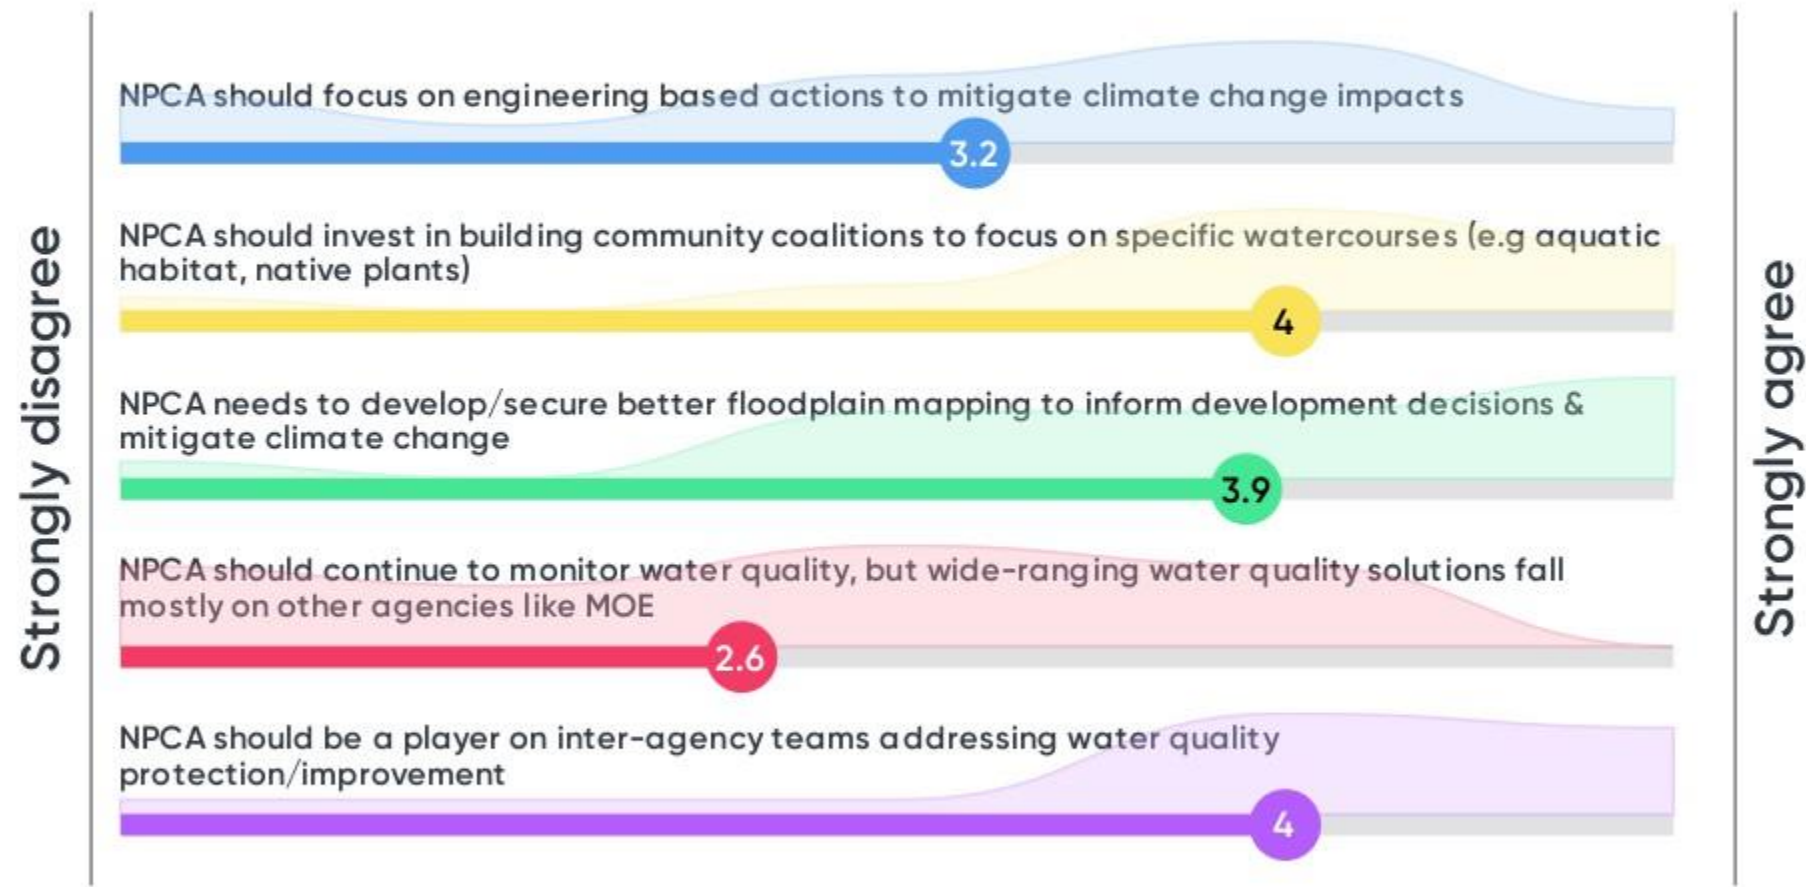 Strongly disagree
NPCA should focus on engineering based actions to mitigate climate change impacts
3.2
NPCA should invest in building community coalitions to focus on specific watercourses (e.g aquatic
habitat, native plants)
4
NPCA needs to develop/secure better floodplain mapping to inform development decisions &
mitigate climate change
3.9
NPCA should continue to monitor water quality, but wide-ranging water quality solutions fall
mostly on other agencies like MOE
2.6
NPCA should be a player on inter-agency teams addressing water quality
protection/improvement
4
Strongly agree